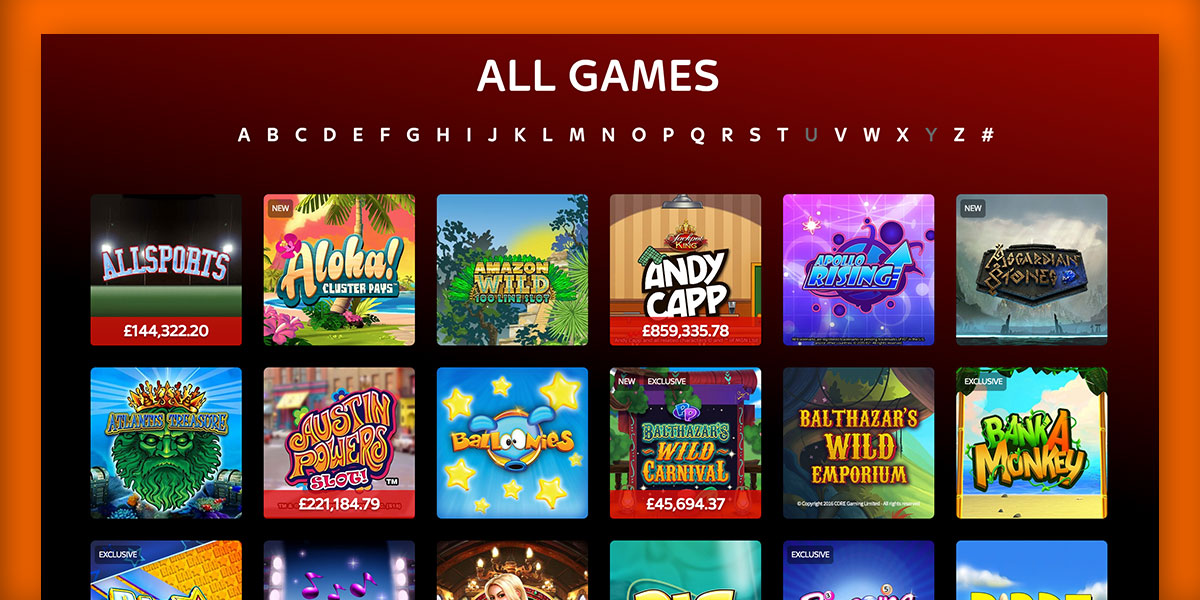 ALL GAMES
A B C D E F G H I J K L M N O P Q R S T U V W X Y Z #
ALLSPORTS
£144,322.20
NEW
Aloha!
CLUSTER PAYS™
AMAZON
WILD
100 LINE SLOT
Jackpot
KING
ANDY
CAPP
£859,335.78
APOLLO
RISING
NEW
ASGARDIAN
STONES
ATLANTIS TREASURE
AUSTIN
POWERS
SLOT!
TM
£221,184.79
Balloonies
NEW EXCLUSIVE
PP
BALTHAZAR'S
WILD
CARNIVAL
£45,694.37
BALTHAZAR'S
WILD
EMPORIUM
© Copyright 2016 CORE Gaming Limited - All rights reserved
EXCLUSIVE
BANK A
MONKEY
EXCLUSIVE
EXCLUSIVE